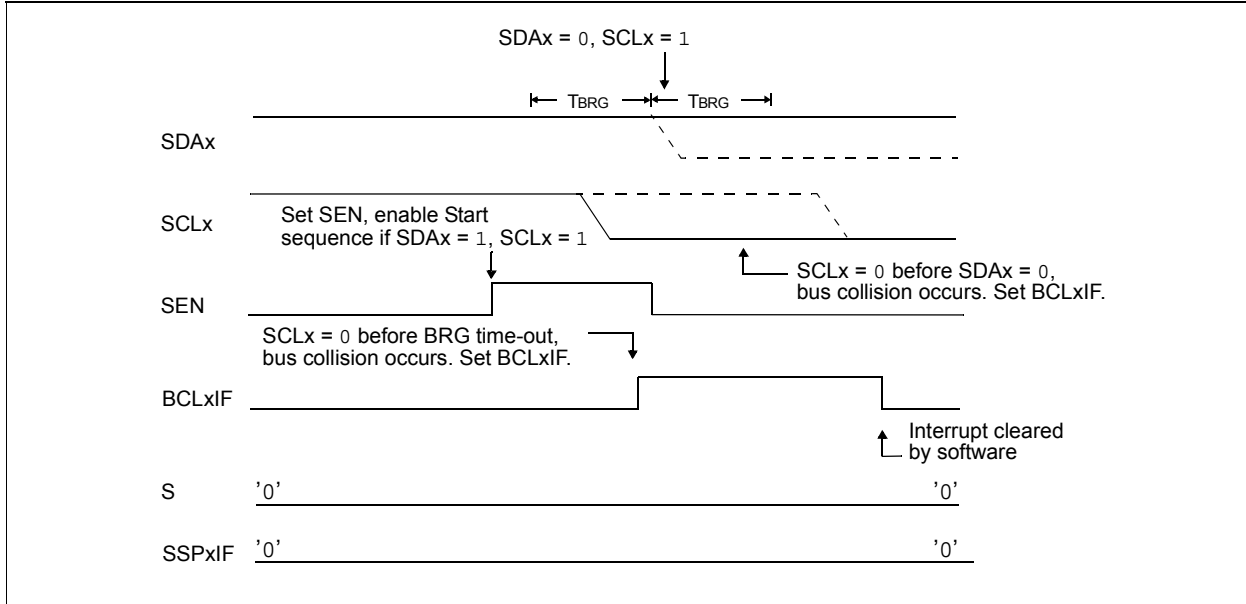 SDAx = 0, SCLx = 1
TBRG TBRG
SDAx
SCLx
Set SEN, enable Start
sequence if SDAx = 1, SCLx = 1
SCLx = 0 before SDAx = 0,
bus collision occurs. Set BCLxIF.
SEN
SCLx = 0 before BRG time-out,
bus collision occurs. Set BCLxIF.
BCLxIF
Interrupt cleared
by software
S '0' '0'
SSPxIF '0' '0'